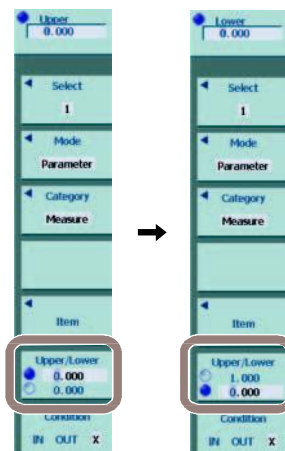 Upper
0.000
Select
1
Mode
Parameter
Category
Measure
Item
Upper/Lower
0.000
0.000
Condition
IN OUT X
Lower
0.000
Select
1
Mode
Parameter
Category
Measure
Item
Upper/Lower
1.000
0.000
Condition
IN OUT X